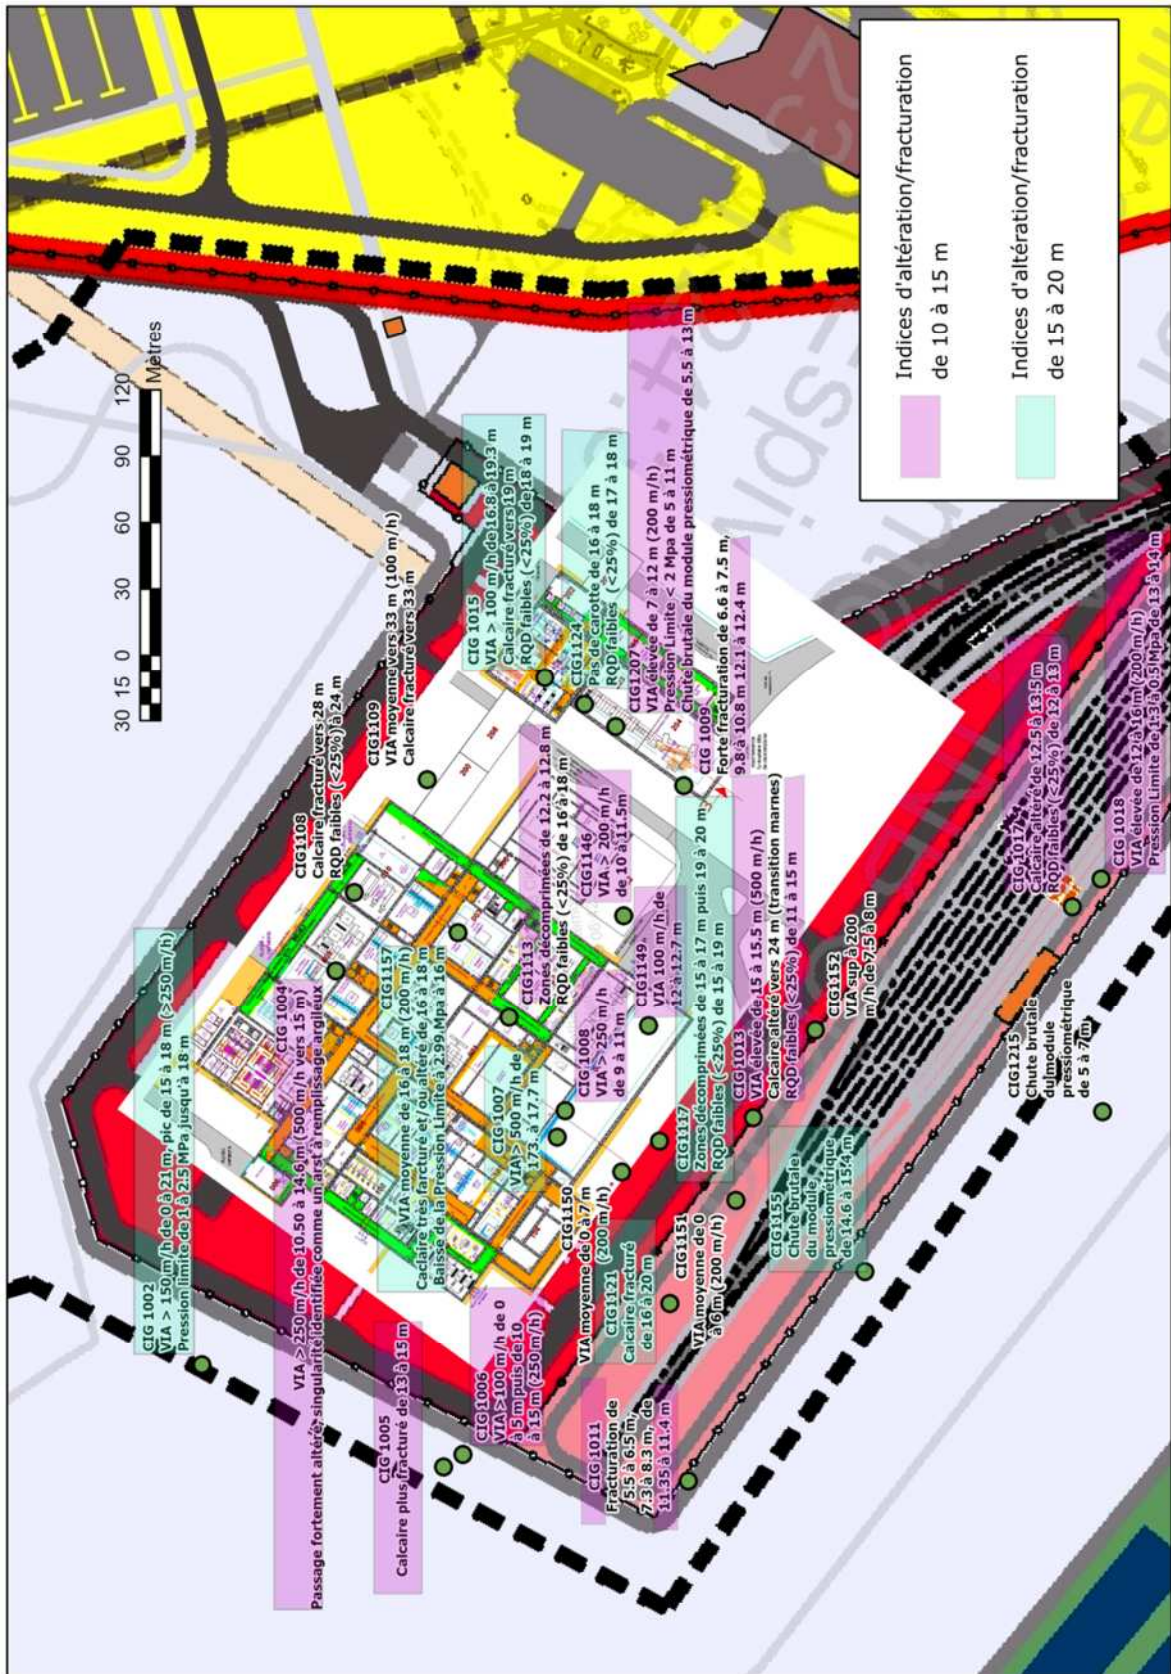 CIG 1002
VIA > 150 m/h de 0 à 21 m, pic de 15 à 18 m (>250 m/h)
Pression limite de 1 à 2.5 MPa jusqu'à 18 m
30 15 0 30 60 90 120
Mètres
CIG 1004
VIA > 250 m/h de 10.50 à 14.6 m (500 m/h vers 15 m)
Passage fortement altéré, singularité identifiée comme un arst à remplissage argileux
CIG1108
Calcaire fracturé vers 28 m
RQD faibles (<25%) à 24 m
CIG1109
VIA moyenne vers 33 m (100 m/h)
Calcaire fracturé vers 33 m
CIG 1005
Calcaire plus fracturé de 13 à 15 m
CIG1157
VIA moyenne de 16 à 18 m (200 m/h)
Caclaire très farcturé et / ou altéré de 16 à 18 m
Baisse de la Pression Limite à 2.99 Mpa à 16 m
CIG 1015
VIA > 100 m/h de 16.8 à 19.3 m
Calcaire fracturé vers 19 m
RQD faibles (<25%) de 18 à 19 m
CIG 1006
VIA >100 m/h de 0
à 5 m puis de 10
à 15 m (250 m/h)
CIG 1007
VIA > 500 m/h de
173. à 17.7 m
CIG1113
Zones décomprimées de 12.2 à 12.8 m
RQD faibles (<25%) de 16 à 18 m
CIG1124
Pas de carotte de 16 à 18 m
RQD faibles (<25%) de 17 à 18 m
CIG1150
VIA moyenne de 0 à 7 m
(200 m/h)
CIG 1008
VIA >250 m/h
de 9 à 11 m
CIG1146
VIA > 200 m/h
de 10 à 11.5m
CIG1207
VIA élevée de 7 à 12 m (200 m/h)
Pression Limite < 2 Mpa de 5 à 11 m
Chute brutale du module pressiométrique de 5.5 à 13 m
CIG 1011
Fracturation de
5.5 à 6.5 m,
7.3 à 8.3 m, de
11.35 à 11.4 m
CIG1121
Calcaire fracturé
de 16 à 20 m
CIG1149
VIA 100 m/h de
12 à 12.7 m
CIG 1009
Forte fracturation de 6.6 à 7.5 m,
9.8 à 10.8 m 12.1 à 12.4 m
CIG1151
VIA moyenne de 0
à 6 m (200 m/h)
CIG1117
Zones décomprimées de 15 à 17 m puis 19 à 20 m
RQD faibles (<25%) de 15 à 19 m
CIG1013
VIA élevée de 15 à 15.5 m (500 m/h)
Calcaire altéré vers 24 m (transition marnes)
RQD faibles (<25%) de 11 à 15 m
CIG1155
Chute brutale
du module
pressiométrique
de 14.6 à 15.4 m
CIG1152
VIA sup à 200
m/h de 7.5 à 8 m
CIG1215
Chute brutale
du module
pressiométrique
de 5 à 7 m
CIG1017
Calcaire altéré de 12.5 à 13.5 m
RQD faibles (<25%) de 12 à 13 m
CIG 1018
VIA élevée de 12 à 16 m (200 m/h)
Pression Limite de 1.3 à 0.5 Mpa de 13 à 14 m
Indices d'altération/fracturation
de 10 à 15 m
Indices d'altération/fracturation
de 15 à 20 m